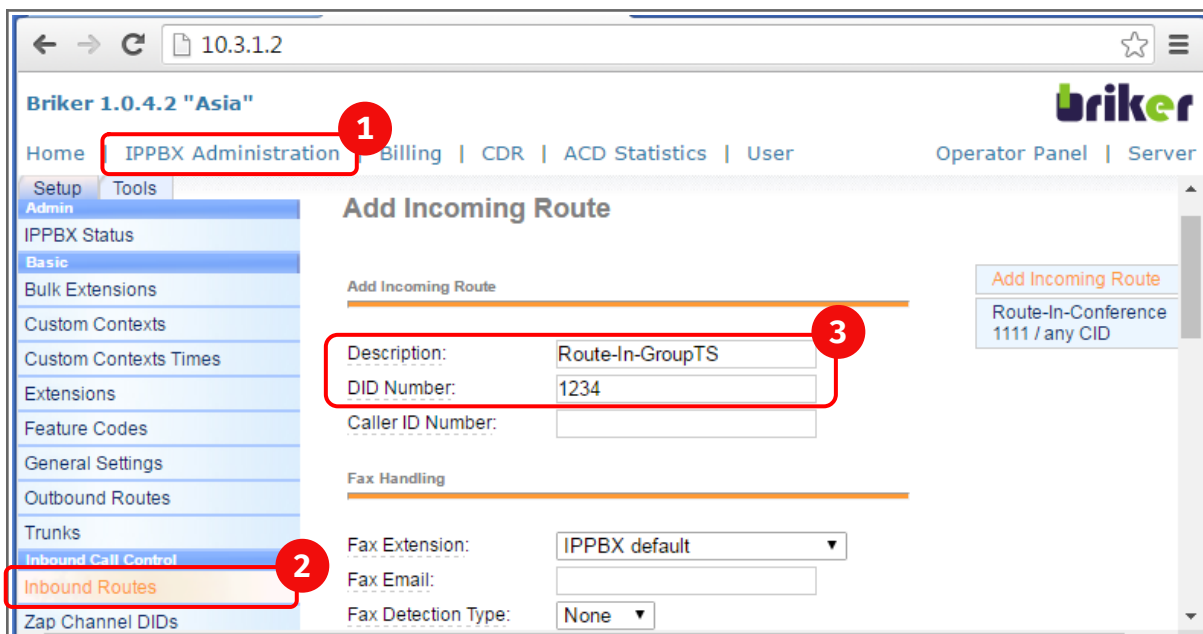 10.3.1.2
Briker 1.0.4.2 "Asia"
briker
1
Home | IPPBX Administration | Billing | CDR | ACD Statistics | User
Operator Panel | Server
Setup
Tools
Admin
IPPBX Status
Basic
Bulk Extensions
Custom Contexts
Custom Contexts Times
Extensions
Feature Codes
General Settings
Outbound Routes
Trunks
Inbound Call Control
2
Inbound Routes
Zap Channel DIDs
Add Incoming Route
Add Incoming Route
3
Description: Route-In-GroupTS
DID Number: 1234
Caller ID Number:
Fax Handling
Fax Extension: IPPBX default
Fax Email:
Fax Detection Type: None
Add Incoming Route
Route-In-Conference
1111 / any CID